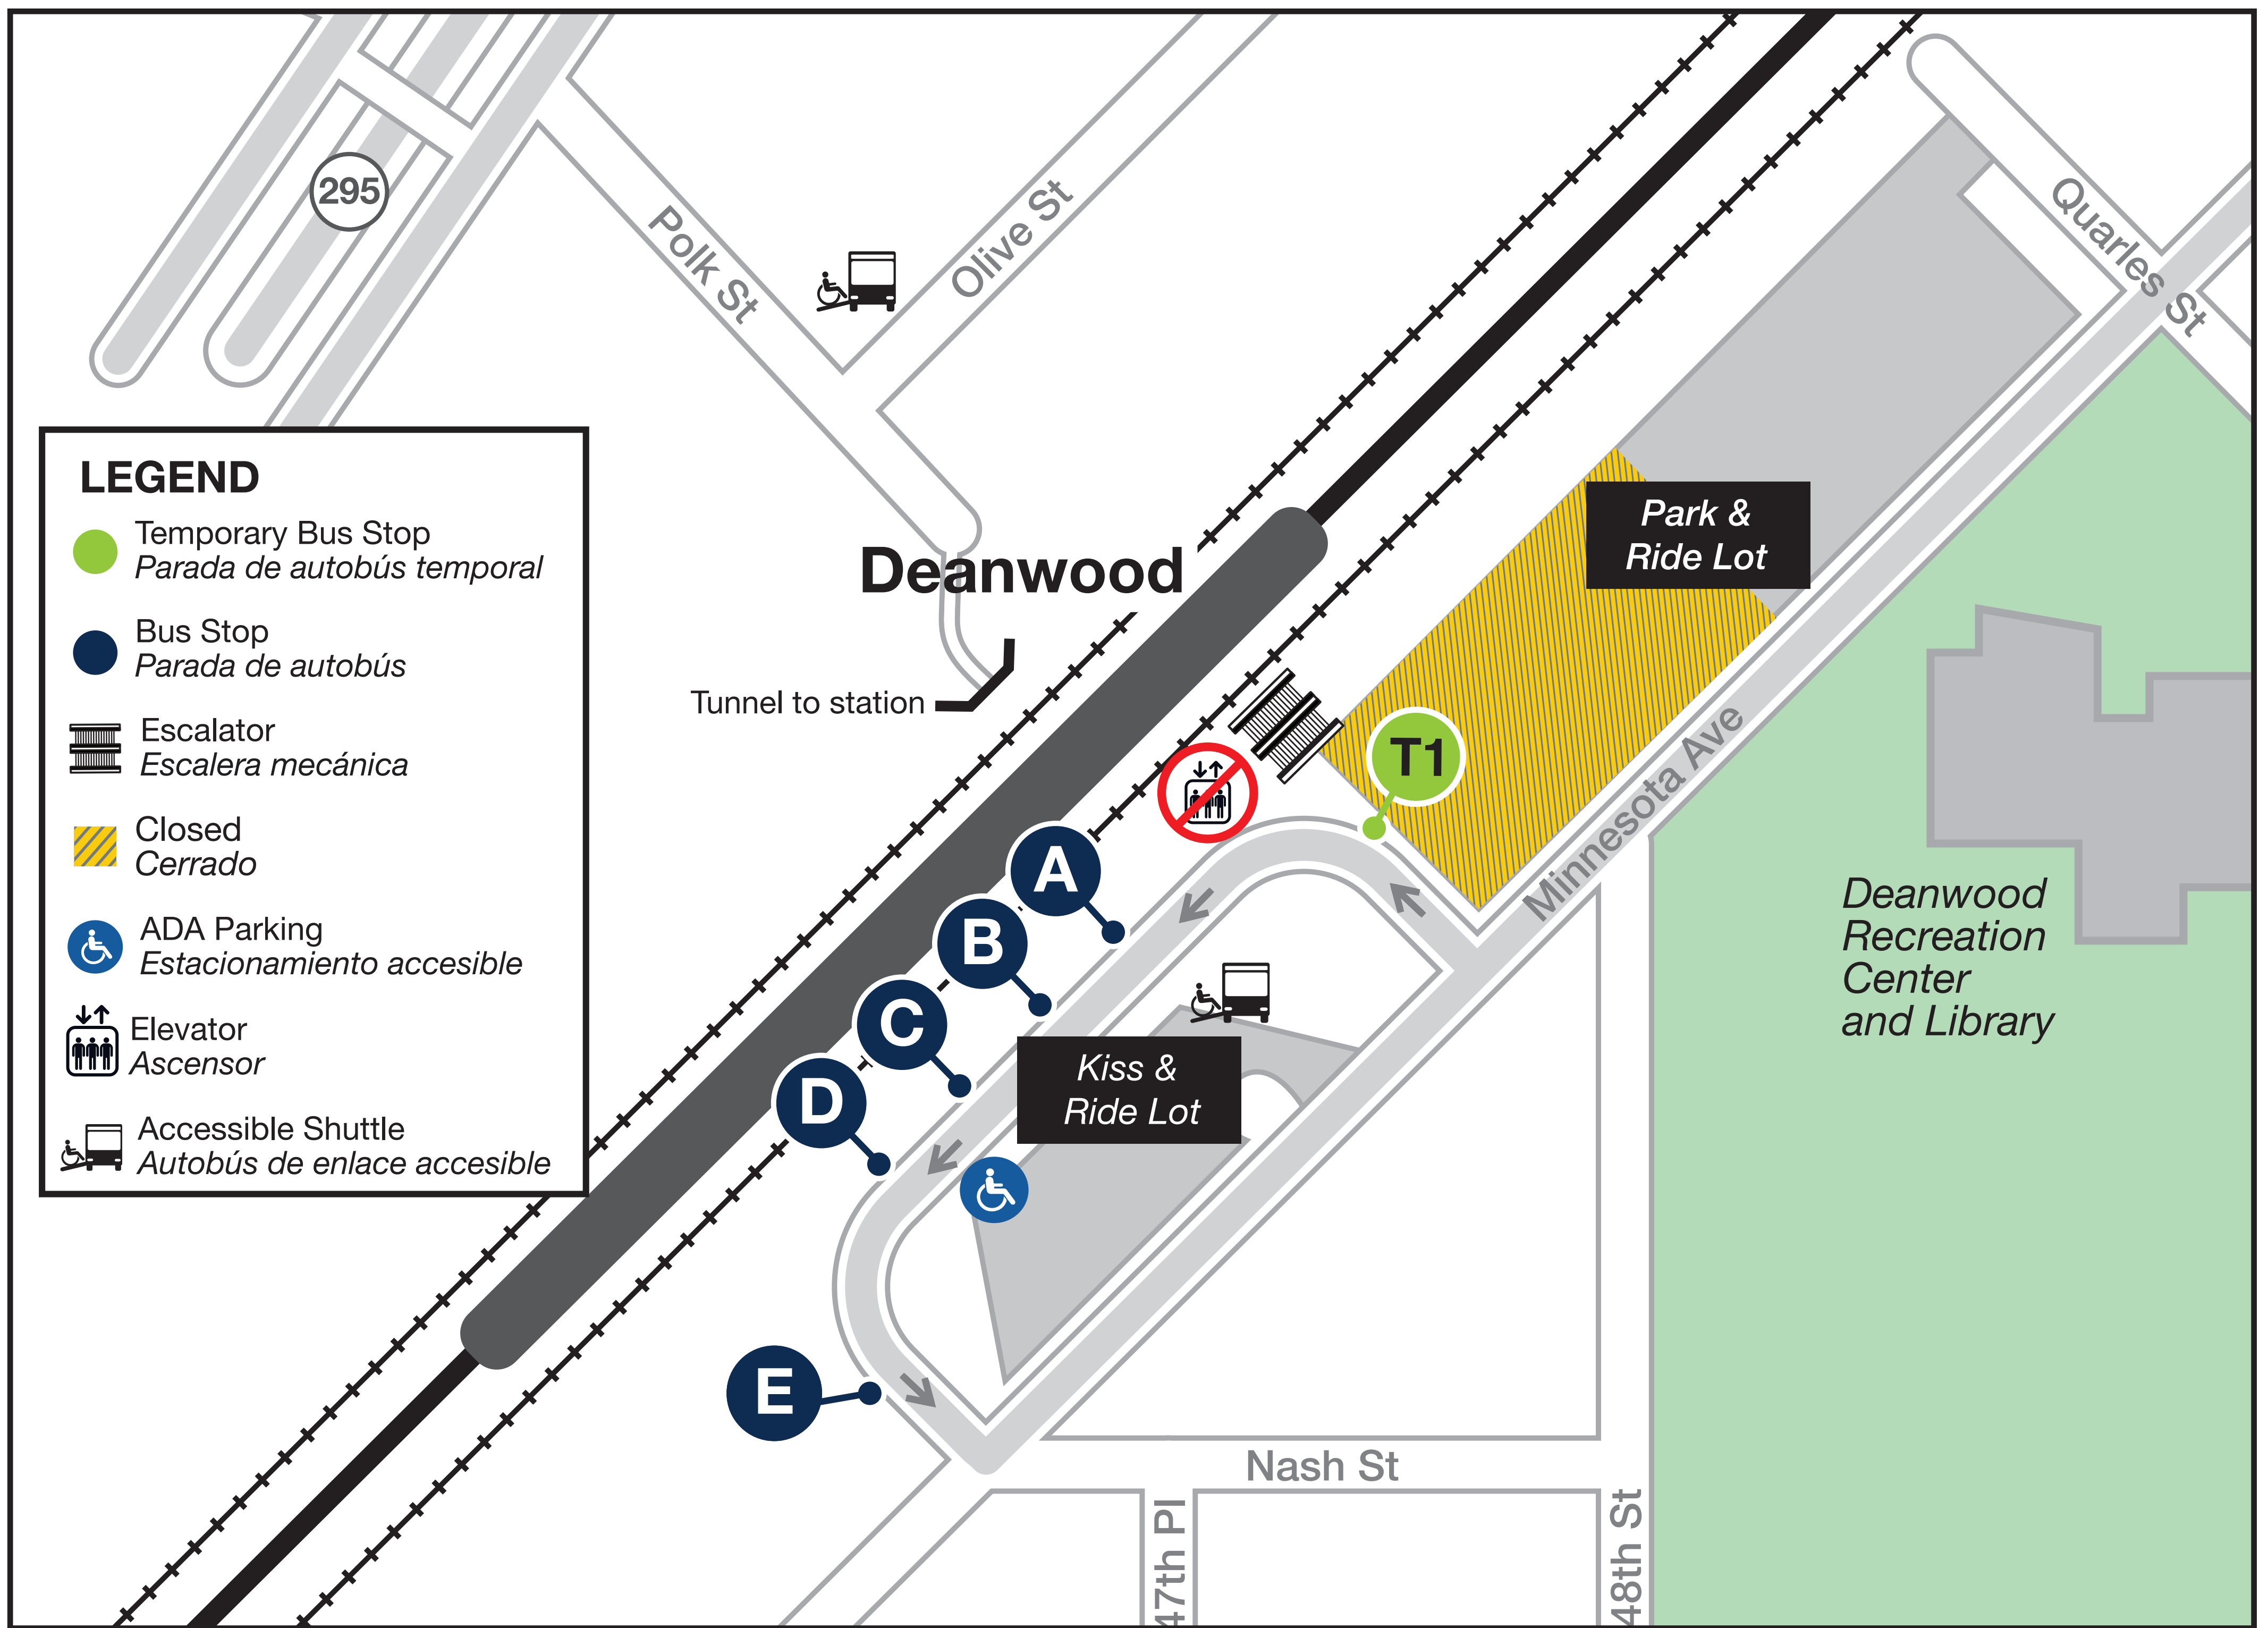 295
Polk St
Olive St
Quarles St
LEGEND
Temporary Bus Stop
Parada de autobús temporal
Bus Stop
Parada de autobús
Escalator
Escalera mecánica
Closed
Cerrado
ADA Parking
Estacionamiento accesible
Elevator
Ascensor
Accessible Shuttle
Autobús de enlace accesible
Park &
Ride Lot
Deanwood
Tunnel to station
T1
Minnesota Ave
A
B
C
D
E
Kiss &
Ride Lot
Deanwood
Recreation
Center
and Library
Nash St
47th Pl
48th St